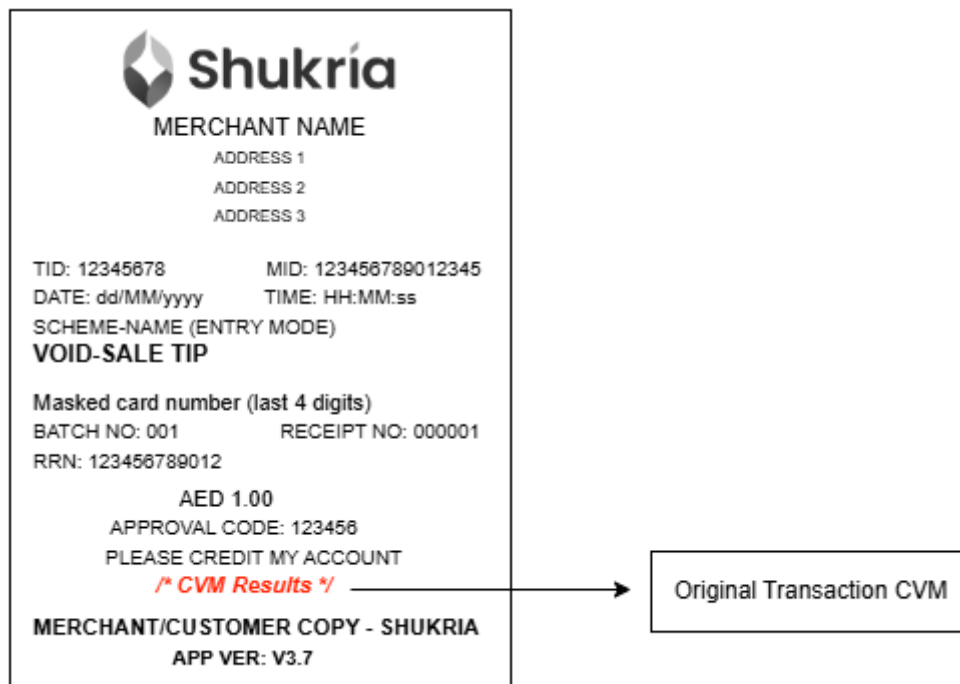 Shukría
MERCHANT NAME
ADDRESS 1
ADDRESS 2
ADDRESS 3
TID: 12345678 MID: 123456789012345
DATE: dd/MM/yyyy TIME: HH:MM:ss
SCHEME-NAME (ENTRY MODE)
VOID-SALE TIP
Masked card number (last 4 digits)
BATCH NO: 001 RECEIPT NO: 000001
RRN: 123456789012
AED 1.00
APPROVAL CODE: 123456
PLEASE CREDIT MY ACCOUNT
/* CVM Results */
Original Transaction CVM
MERCHANT/CUSTOMER COPY - SHUKRIA
APP VER: V3.7